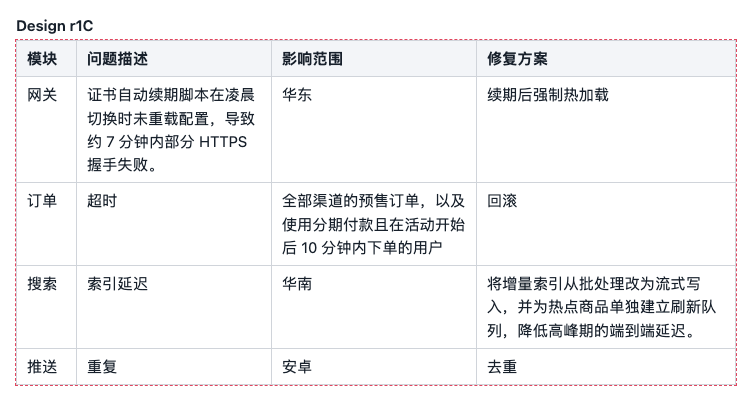 Design r1C
模块 问题描述 影响范围 修复方案
网关 证书自动续期脚本在凌晨 华东 续期后强制热加载
切换时未重载配置，导致
约 7 分钟内部分 HTTPS
握手失败。
订单 超时 全部渠道的预售订单，以及 回滚
使用分期付款且在活动开始
后 10 分钟内下单的用户
搜索 索引延迟 华南 将增量索引从批处理改为流式写
入，并为热点商品单独建立刷新队
列，降低高峰期的端到端延迟。
推送 重复 安卓 去重